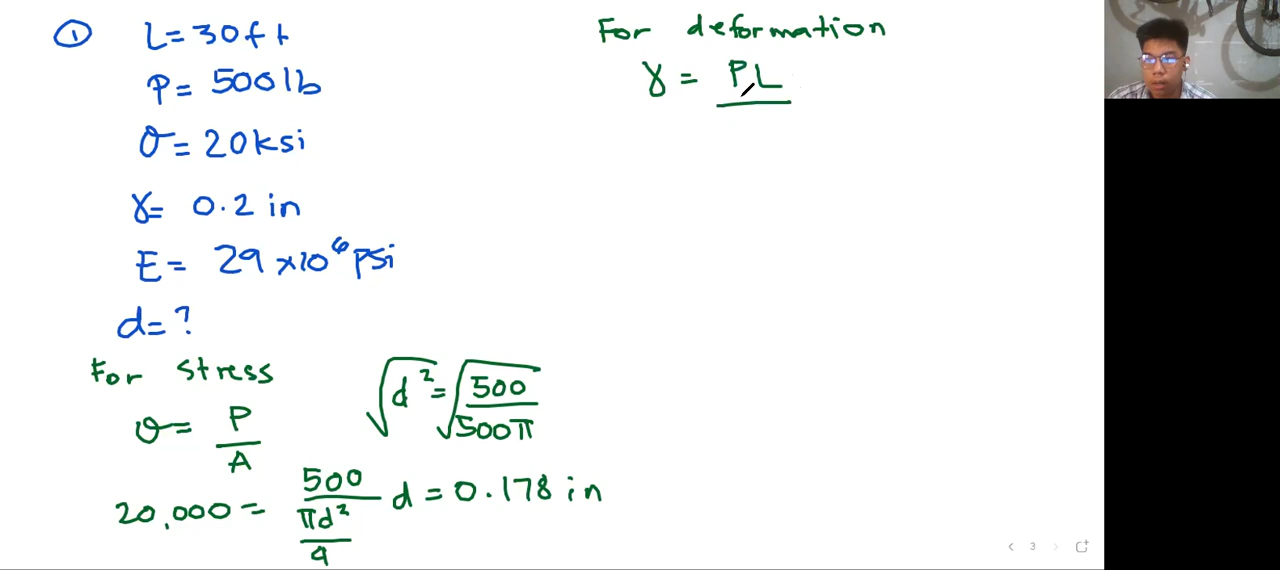 ① L = 30 ft
P = 500 lb
σ = 20 ksi
γ = 0.2 in
E = 29 × 10⁶ psi
d = ?
For stress
σ = P / A
20,000 = 500 / (πd² / 4)
√d² = √(500 / 500π)
d = 0.178 in
For deformation
γ = PL
3